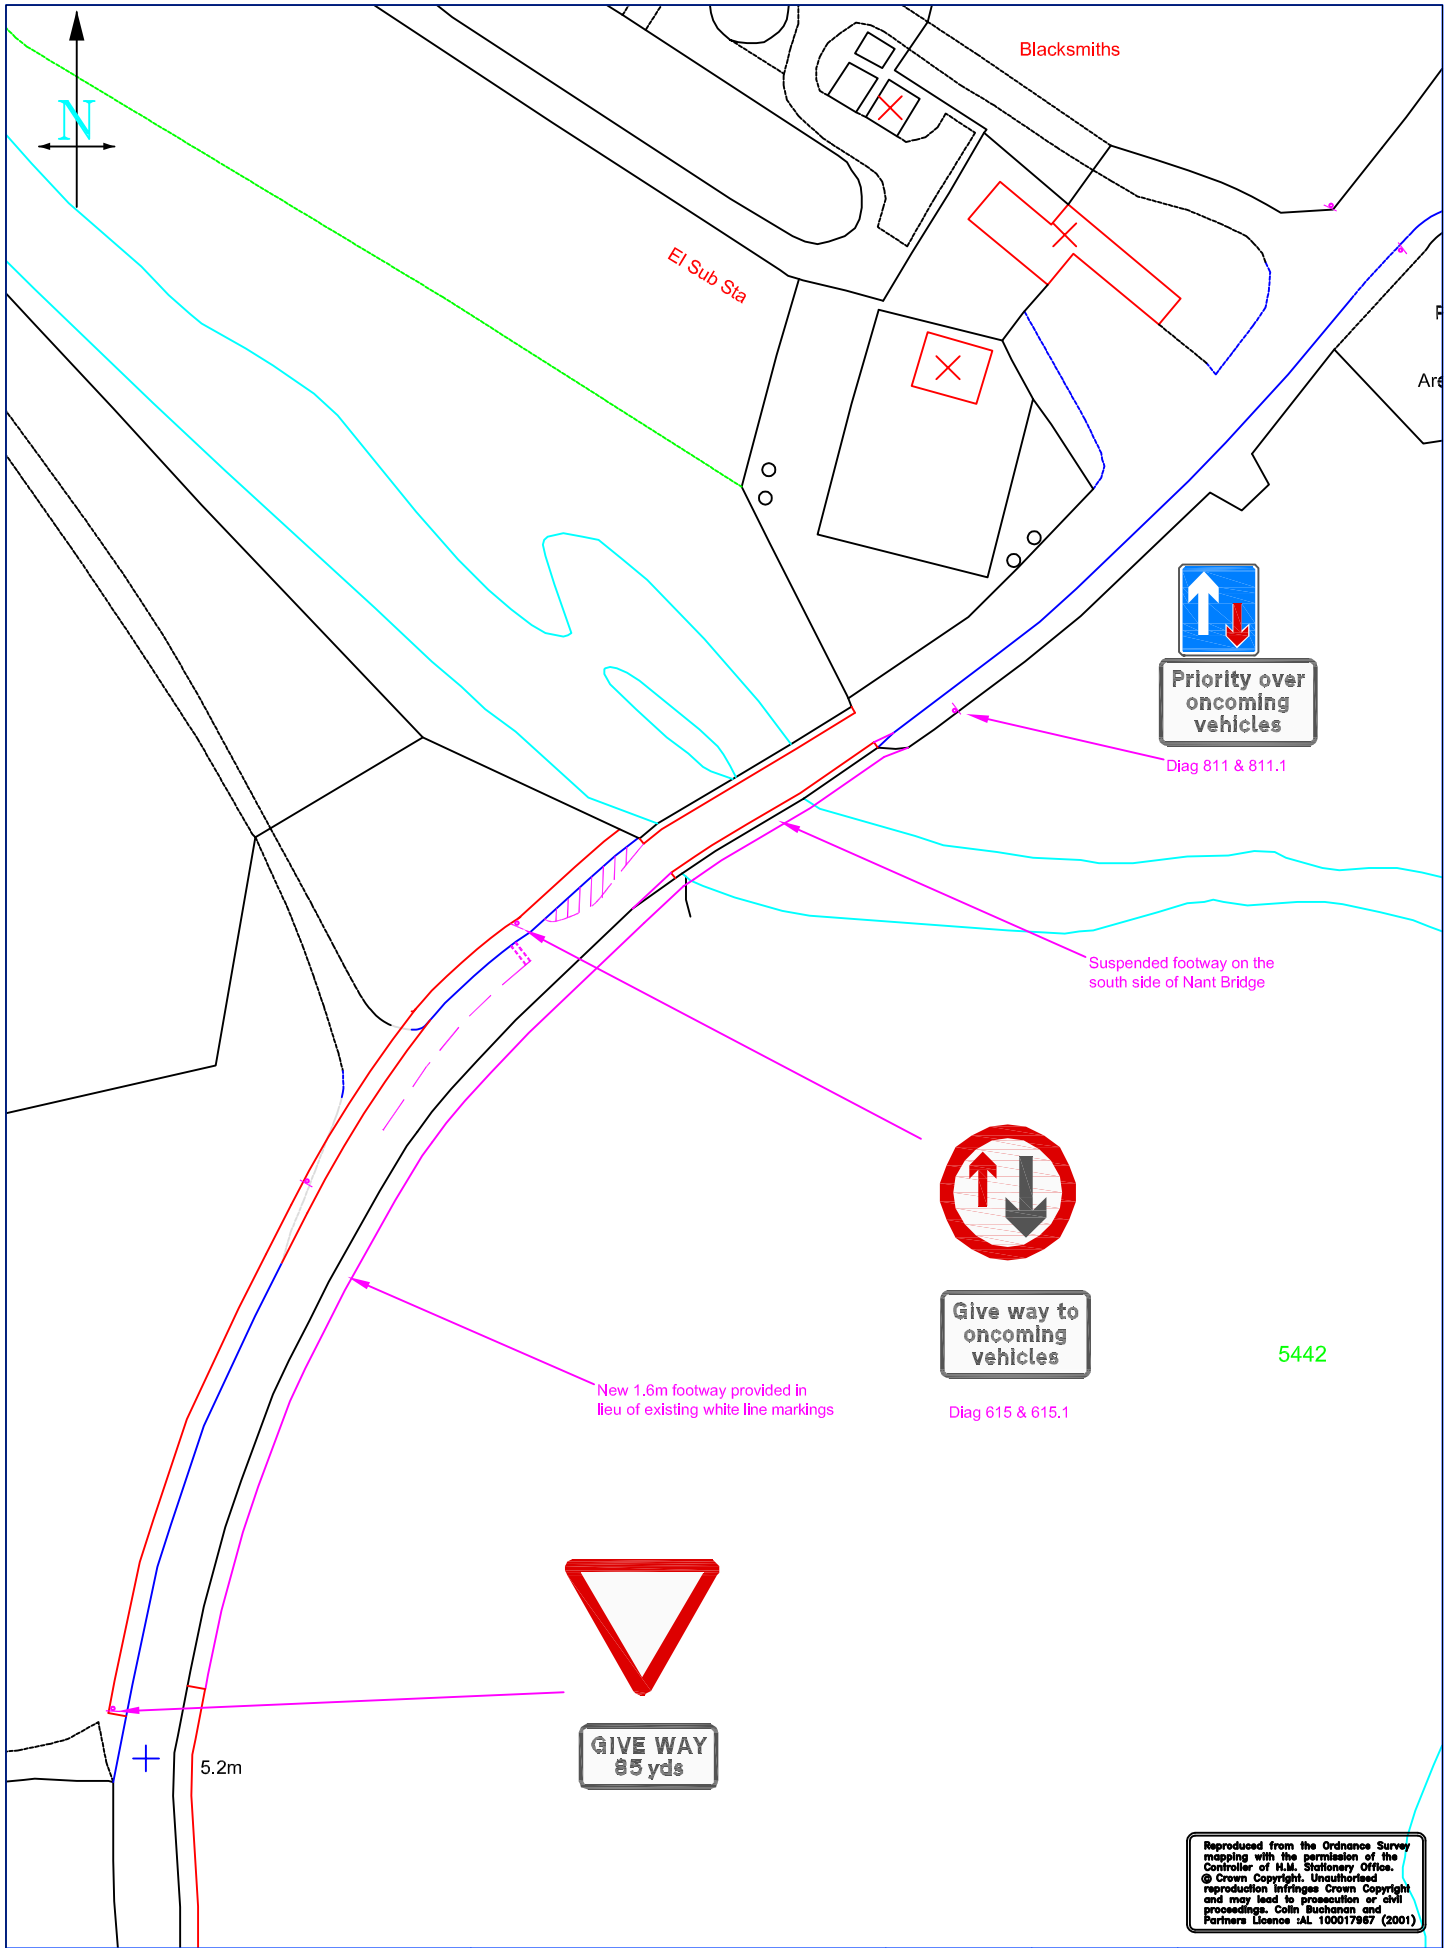 Blacksmiths
N
El Sub Sta
Are
Priority over
oncoming
vehicles
Diag 811 & 811.1
Suspended footway on the
south side of Nant Bridge
Give way to
oncoming
vehicles
Diag 615 & 615.1
5442
New 1.6m footway provided in
lieu of existing white line markings
GIVE WAY
85 yds
5.2m
Reproduced from the Ordnance Survey
mapping with the permission of the
Controller of H.M. Stationery Office.
© Crown Copyright. Unauthorised
reproduction infringes Crown Copyright
and may lead to prosecution or civil
proceedings. Colin Buchanan and
Partners Licence :AL 100017967 (2001)